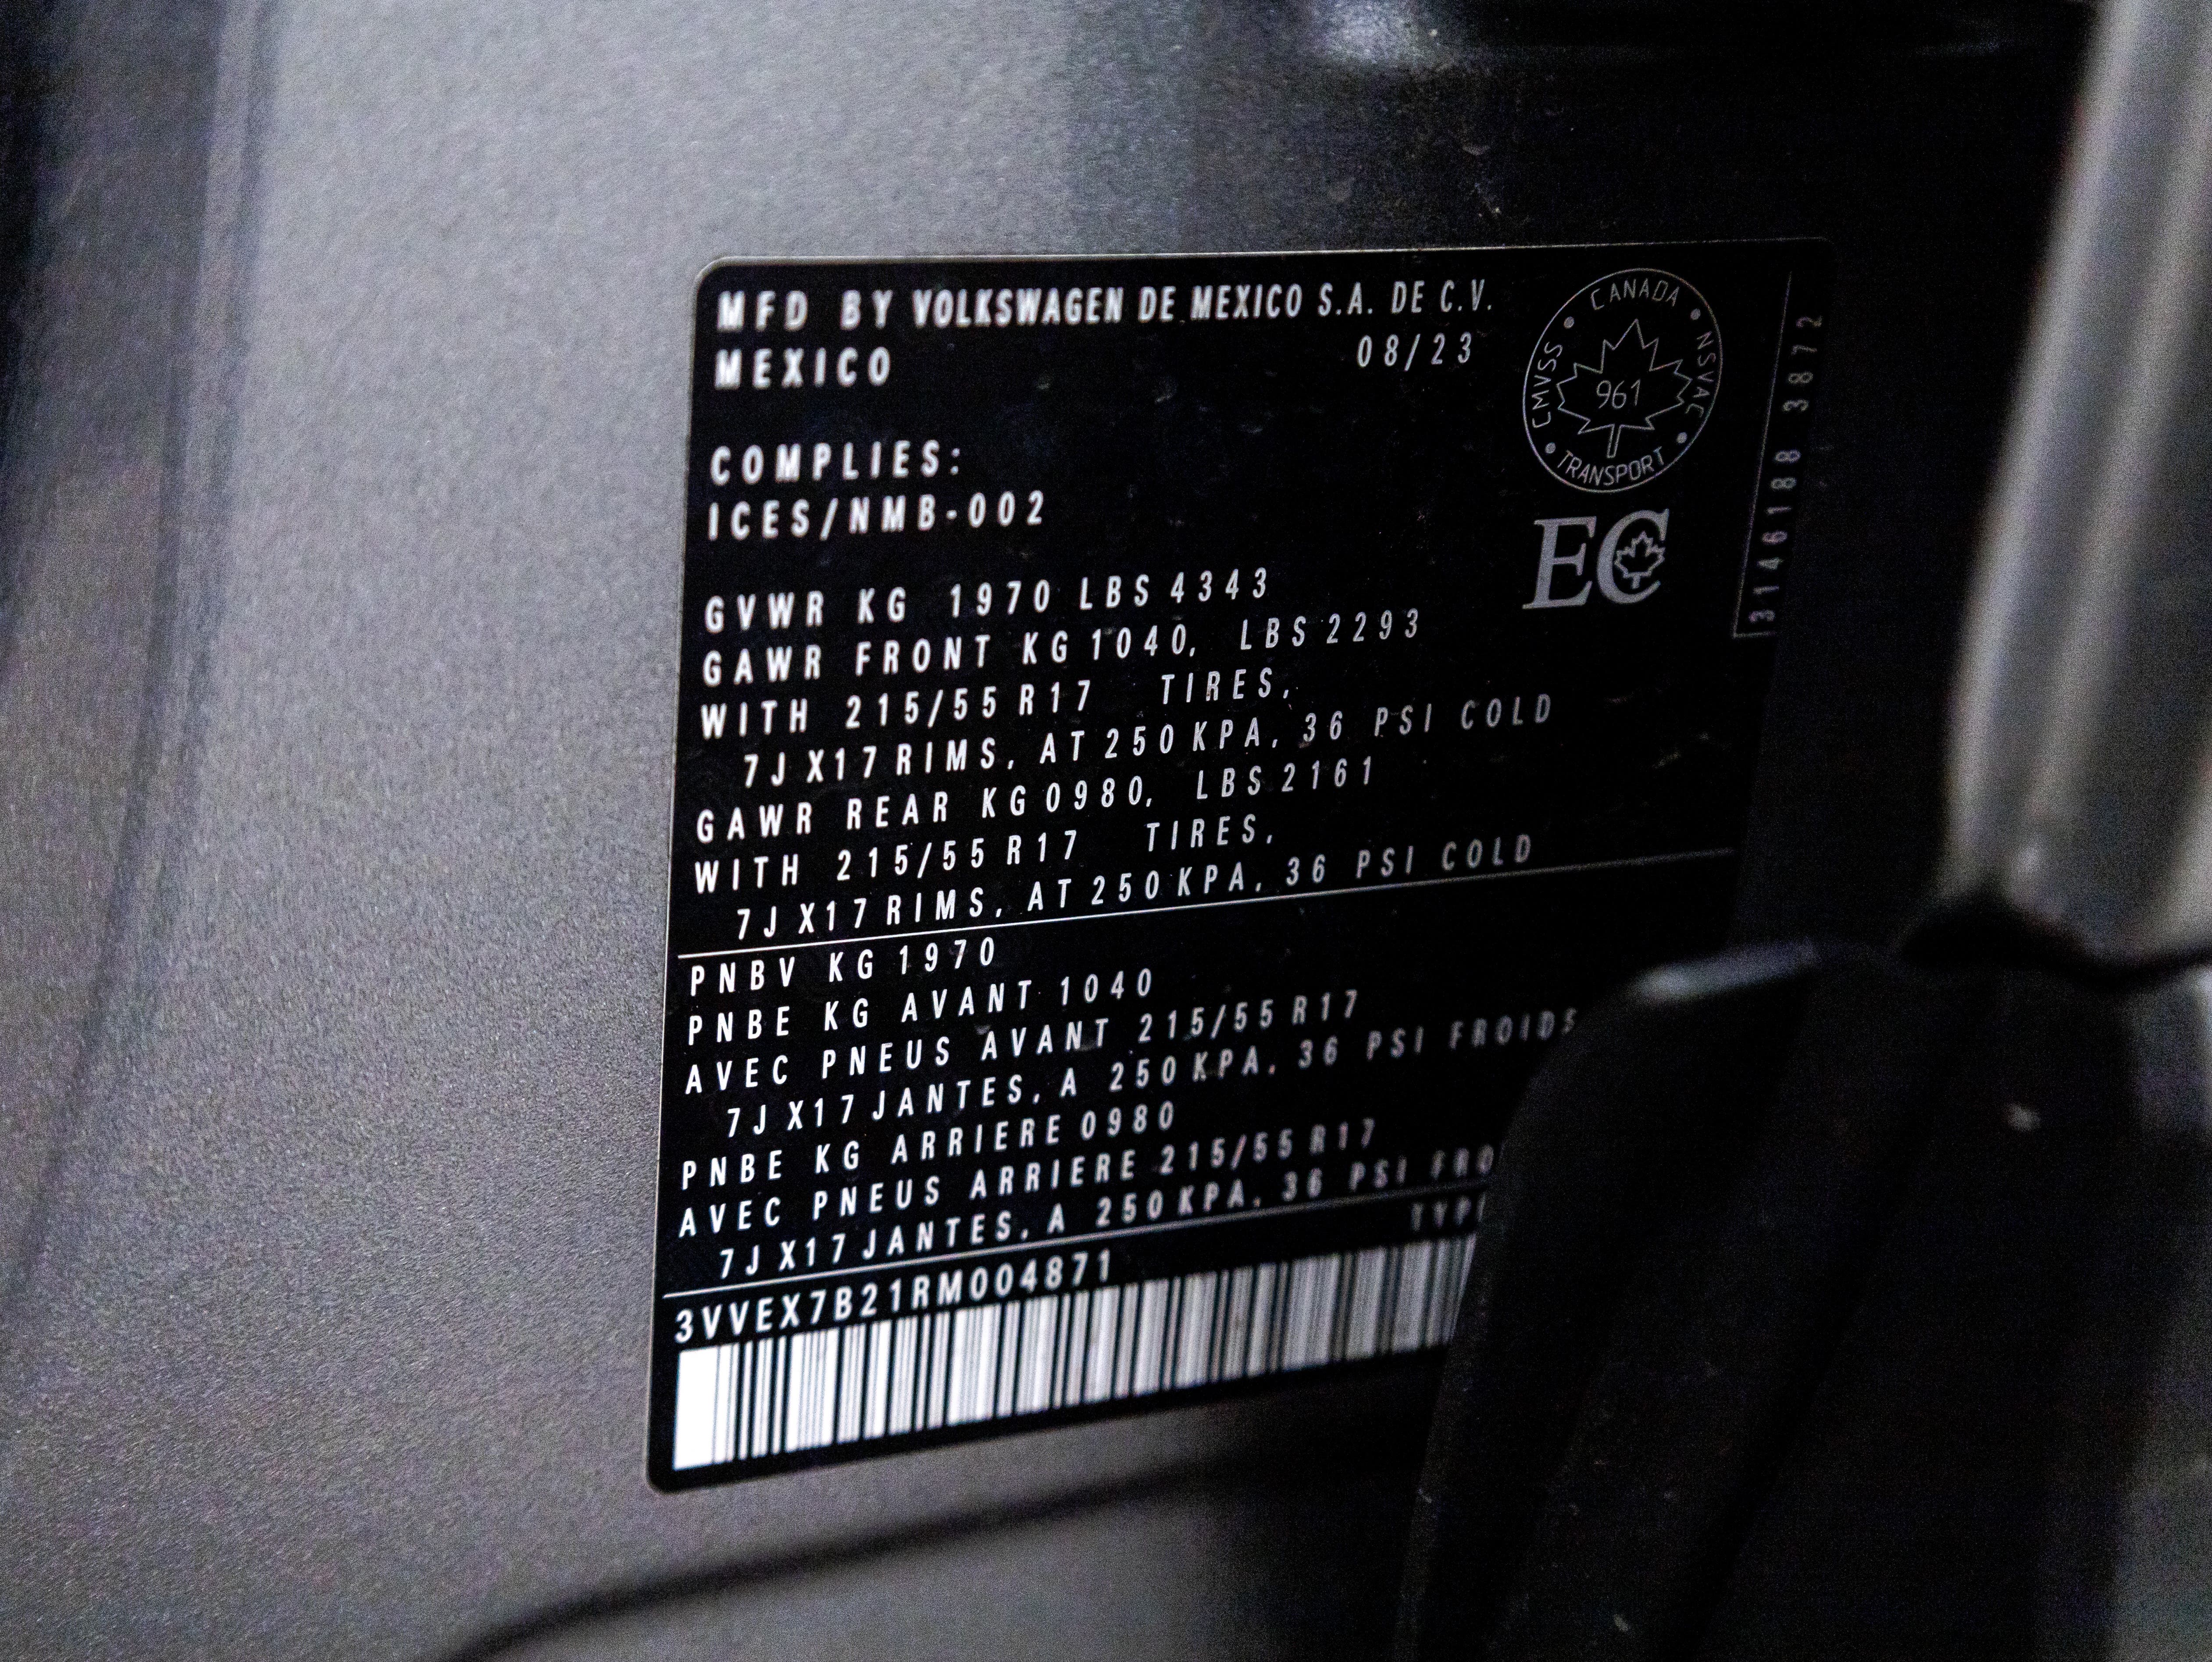 MFD BY VOLKSWAGEN DE MEXICO S.A. DE C.V.
MEXICO 08/23
CANADA • NSVAC • TRANSPORT • CMVSS •
961
COMPLIES:
ICES/NMB-002
EC
3146188 3872
GVWR KG 1970 LBS 4343
GAWR FRONT KG 1040, LBS 2293
WITH 215/55 R17 TIRES,
7J X17 RIMS, AT 250 KPA, 36 PSI COLD
GAWR REAR KG 0980, LBS 2161
WITH 215/55 R17 TIRES,
7J X17 RIMS, AT 250 KPA, 36 PSI COLD
PNBV KG 1970
PNBE KG AVANT 1040
AVEC PNEUS AVANT 215/55 R17
7J X17 JANTES, A 250 KPA, 36 PSI FROIDS
PNBE KG ARRIERE 0980
AVEC PNEUS ARRIERE 215/55 R17
7J X17 JANTES, A 250 KPA, 36 PSI FRO
3VVEX7B21RM004871